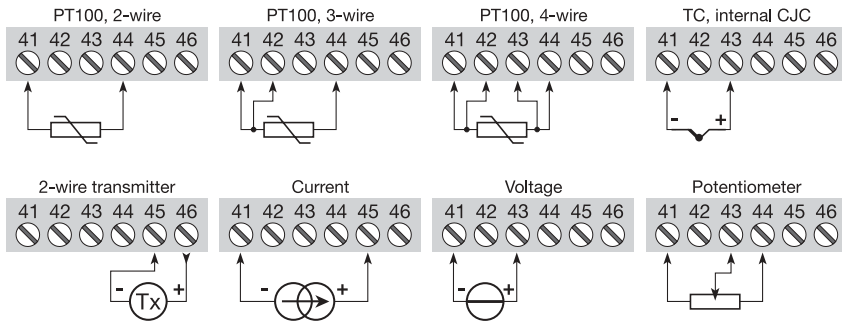 PT100, 2-wire PT100, 3-wire PT100, 4-wire TC, internal CJC
41 42 43 44 45 46 41 42 43 44 45 46 41 42 43 44 45 46 41 42 43 44 45 46
- +
2-wire transmitter Current Voltage Potentiometer
41 42 43 44 45 46 41 42 43 44 45 46 41 42 43 44 45 46 41 42 43 44 45 46
- Tx + - + - +